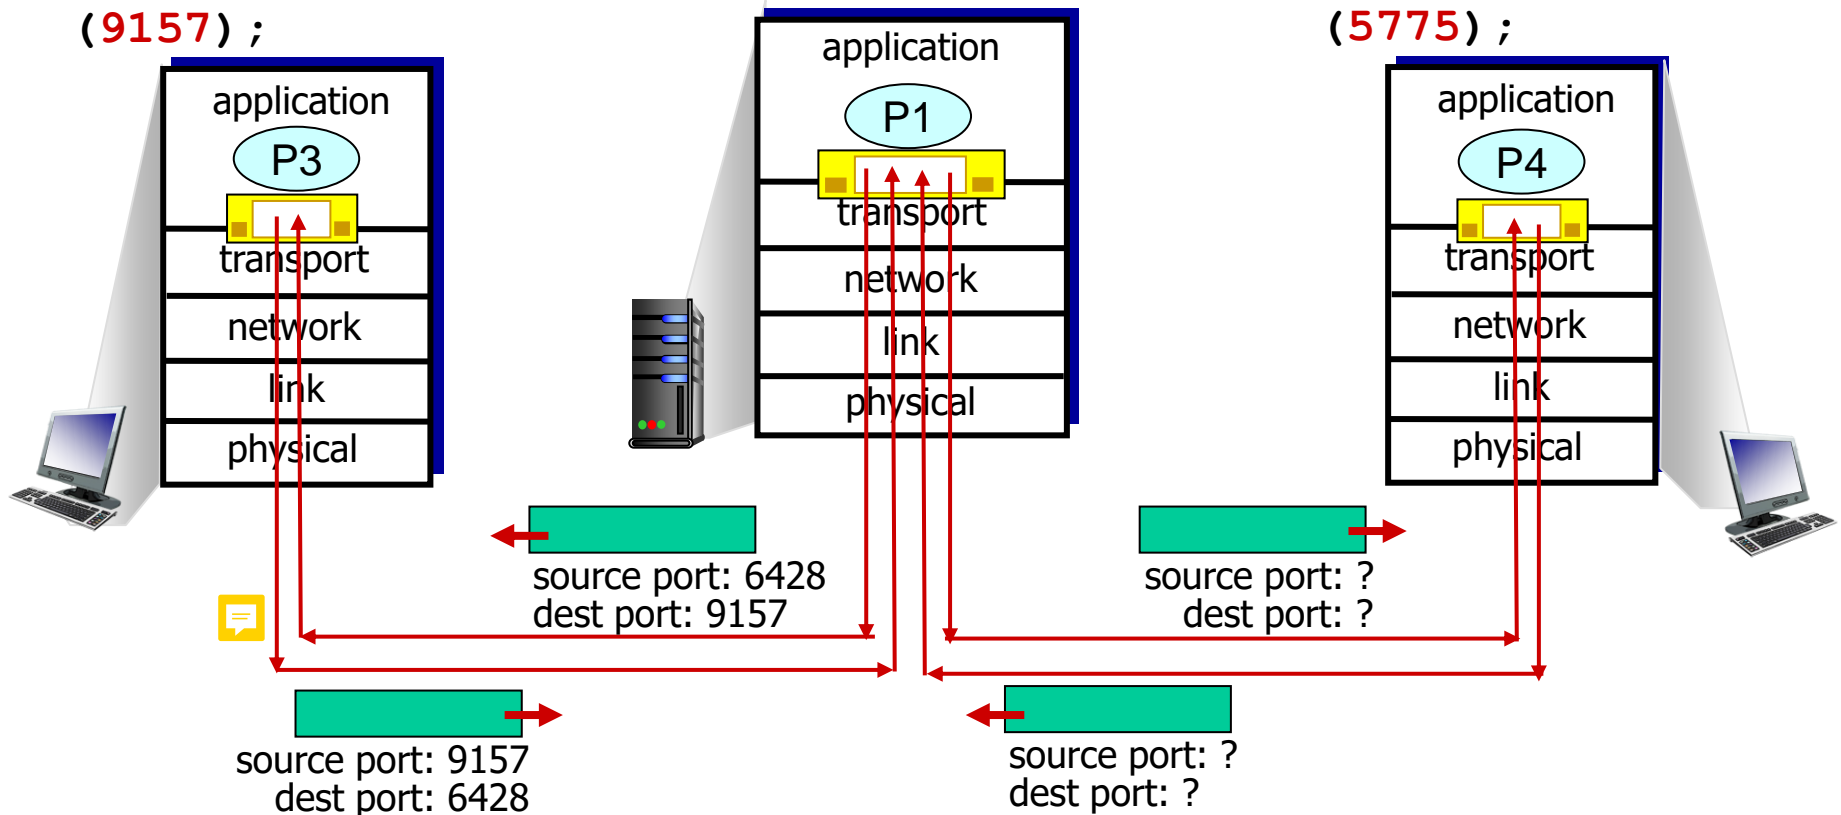 (9157);
application
P3
transport
network
link
physical
application
P1
transport
network
link
physical
(5775);
application
P4
transport
network
link
physical
source port: 6428
dest port: 9157
source port: ?
dest port: ?
source port: 9157
dest port: 6428
source port: ?
dest port: ?